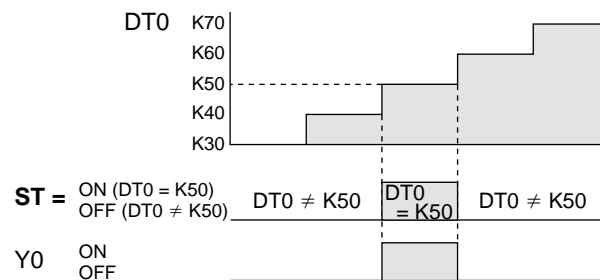 DT0
K70
K60
K50
K40
K30
ST = ON (DT0 = K50)
OFF (DT0 ≠ K50)
DT0 ≠ K50
DT0
= K50
DT0 ≠ K50
Y0
ON
OFF